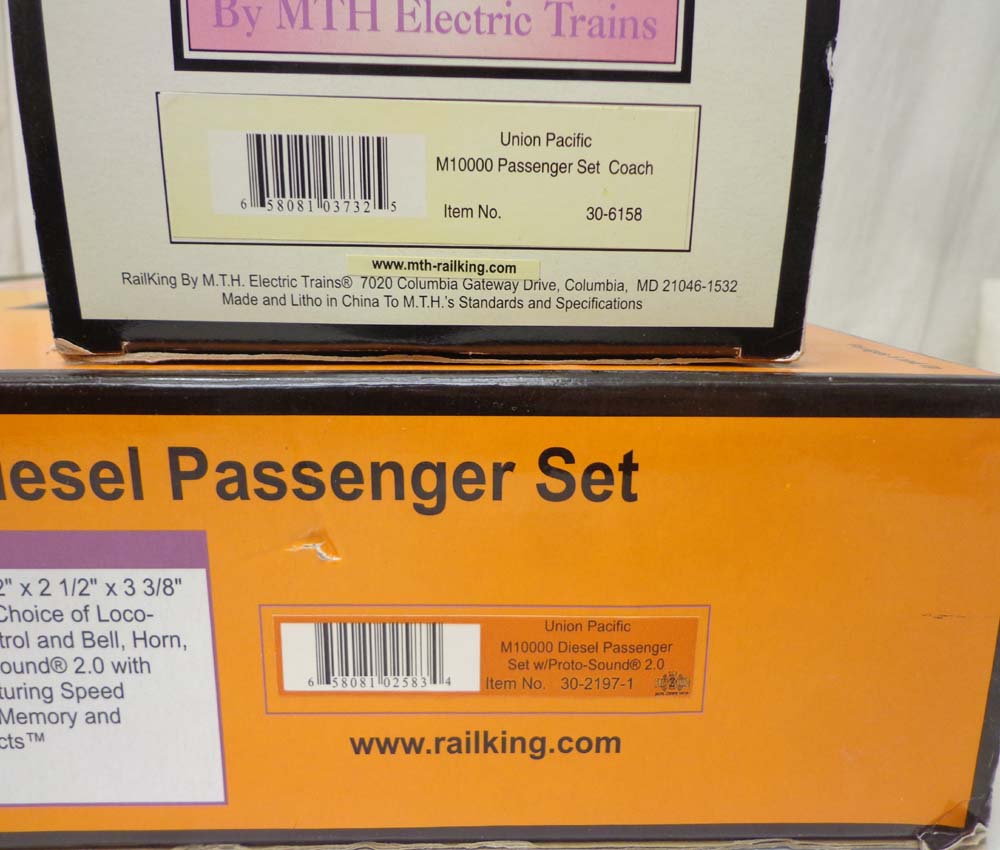 By MTH Electric Trains
Union Pacific
M10000 Passenger Set Coach
Item No. 30-6158
6 58081 03732 5
www.mth-railking.com
RailKing By M.T.H. Electric Trains® 7020 Columbia Gateway Drive, Columbia, MD 21046-1532
Made and Litho in China To M.T.H.'s Standards and Specifications
iesel Passenger Set
2" x 2 1/2" x 3 3/8"
Choice of Loco-
trol and Bell, Horn,
ound® 2.0 with
turing Speed
Memory and
cts™
Union Pacific
M10000 Diesel Passenger
Set w/Proto-Sound® 2.0
Item No. 30-2197-1
6 58081 02583 4
www.railking.com